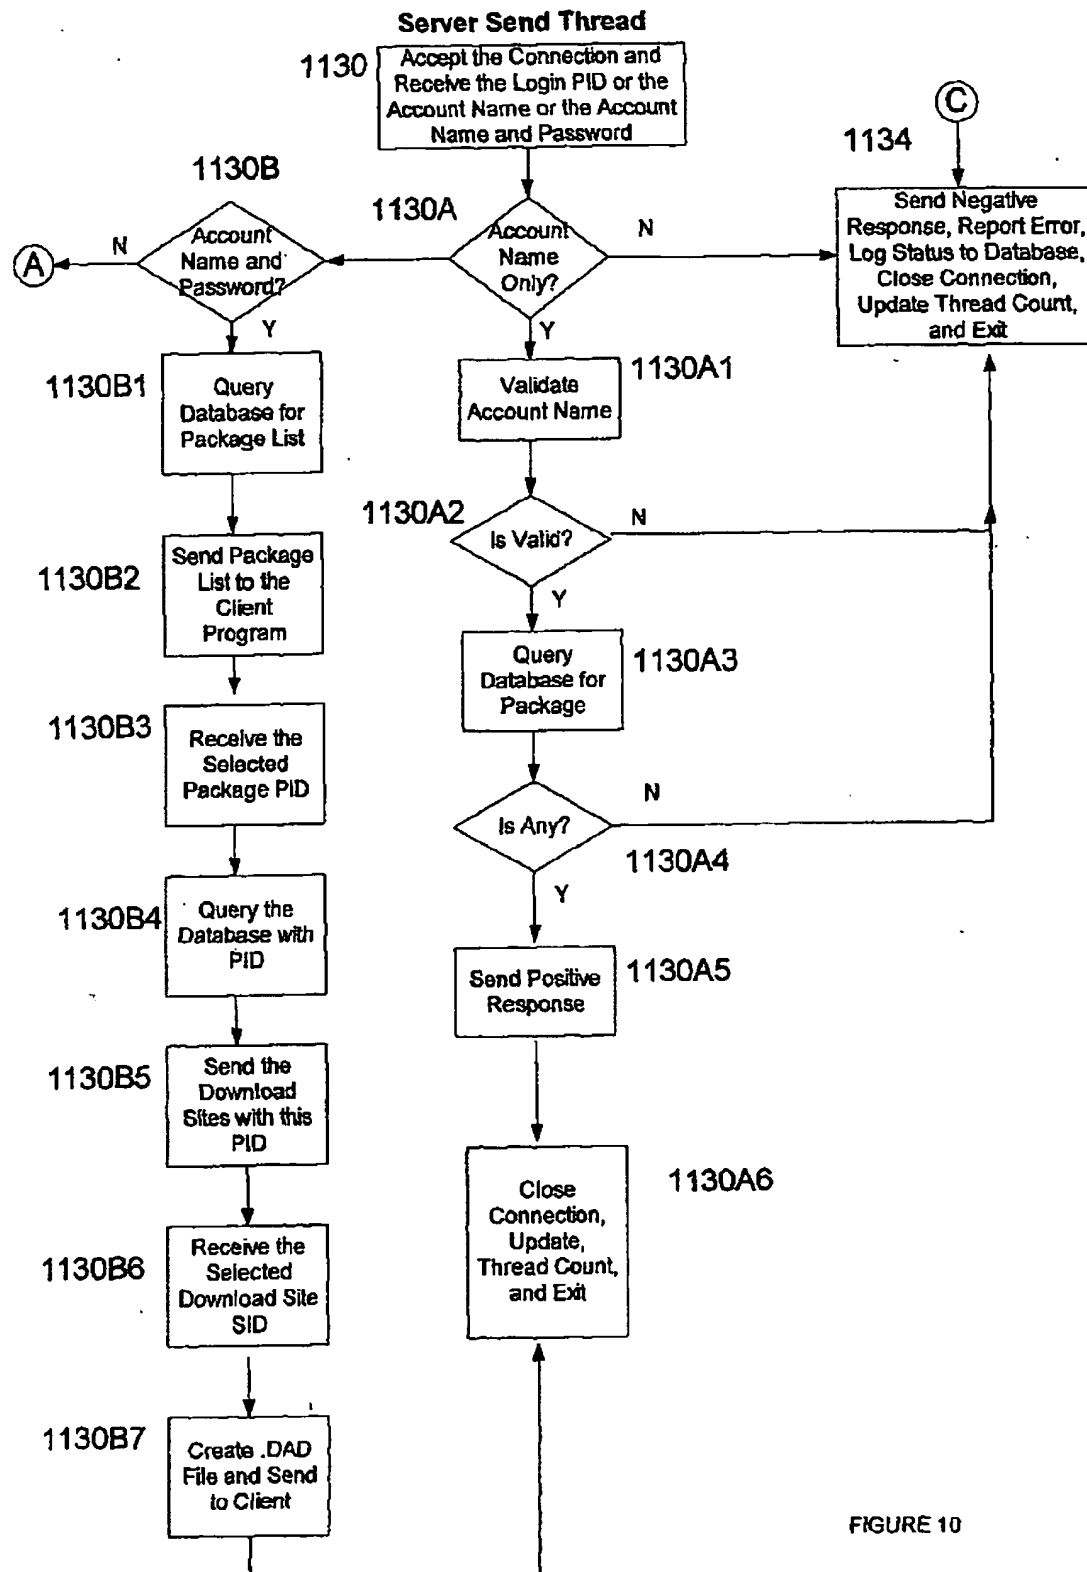 Server Send Thread
1130
Accept the Connection and
Receive the Login PID or the
Account Name or the Account
Name and Password
C
1134
Send Negative
Response, Report Error,
Log Status to Database,
Close Connection,
Update Thread Count,
and Exit
1130B
1130A
Account
Name
Only?
N
Y
Account
Name and
Password?
N
A
Y
1130B1
Query
Database for
Package List
1130A1
Validate
Account Name
1130A2
Is Valid?
N
Y
1130B2
Send Package
List to the
Client
Program
1130A3
Query
Database for
Package
1130B3
Receive the
Selected
Package PID
Is Any?
N
1130A4
Y
1130B4
Query the
Database with
PID
1130A5
Send Positive
Response
1130B5
Send the
Download
Sites with this
PID
1130A6
Close
Connection,
Update,
Thread Count,
and Exit
1130B6
Receive the
Selected
Download Site
SID
1130B7
Create .DAD
File and Send
to Client
FIGURE 10